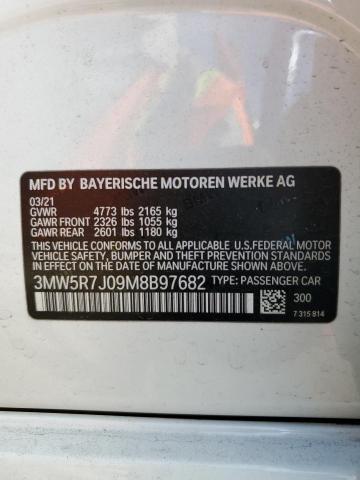 MFD BY BAYERISCHE MOTOREN WERKE AG
03/21
GVWR 4773 lbs 2165 kg
GAWR FRONT 2326 lbs 1055 kg
GAWR REAR 2601 lbs 1180 kg
THIS VEHICLE CONFORMS TO ALL APPLICABLE
U.S.FEDERAL MOTOR
VEHICLE SAFETY, BUMPER AND THEFT PREVENTION
STANDARDS IN EFFECT ON THE
DATE OF MANUFACTURE SHOWN ABOVE.
3MW5R7J09M8B97682 TYPE: PASSENGER CAR
300
7 315 814